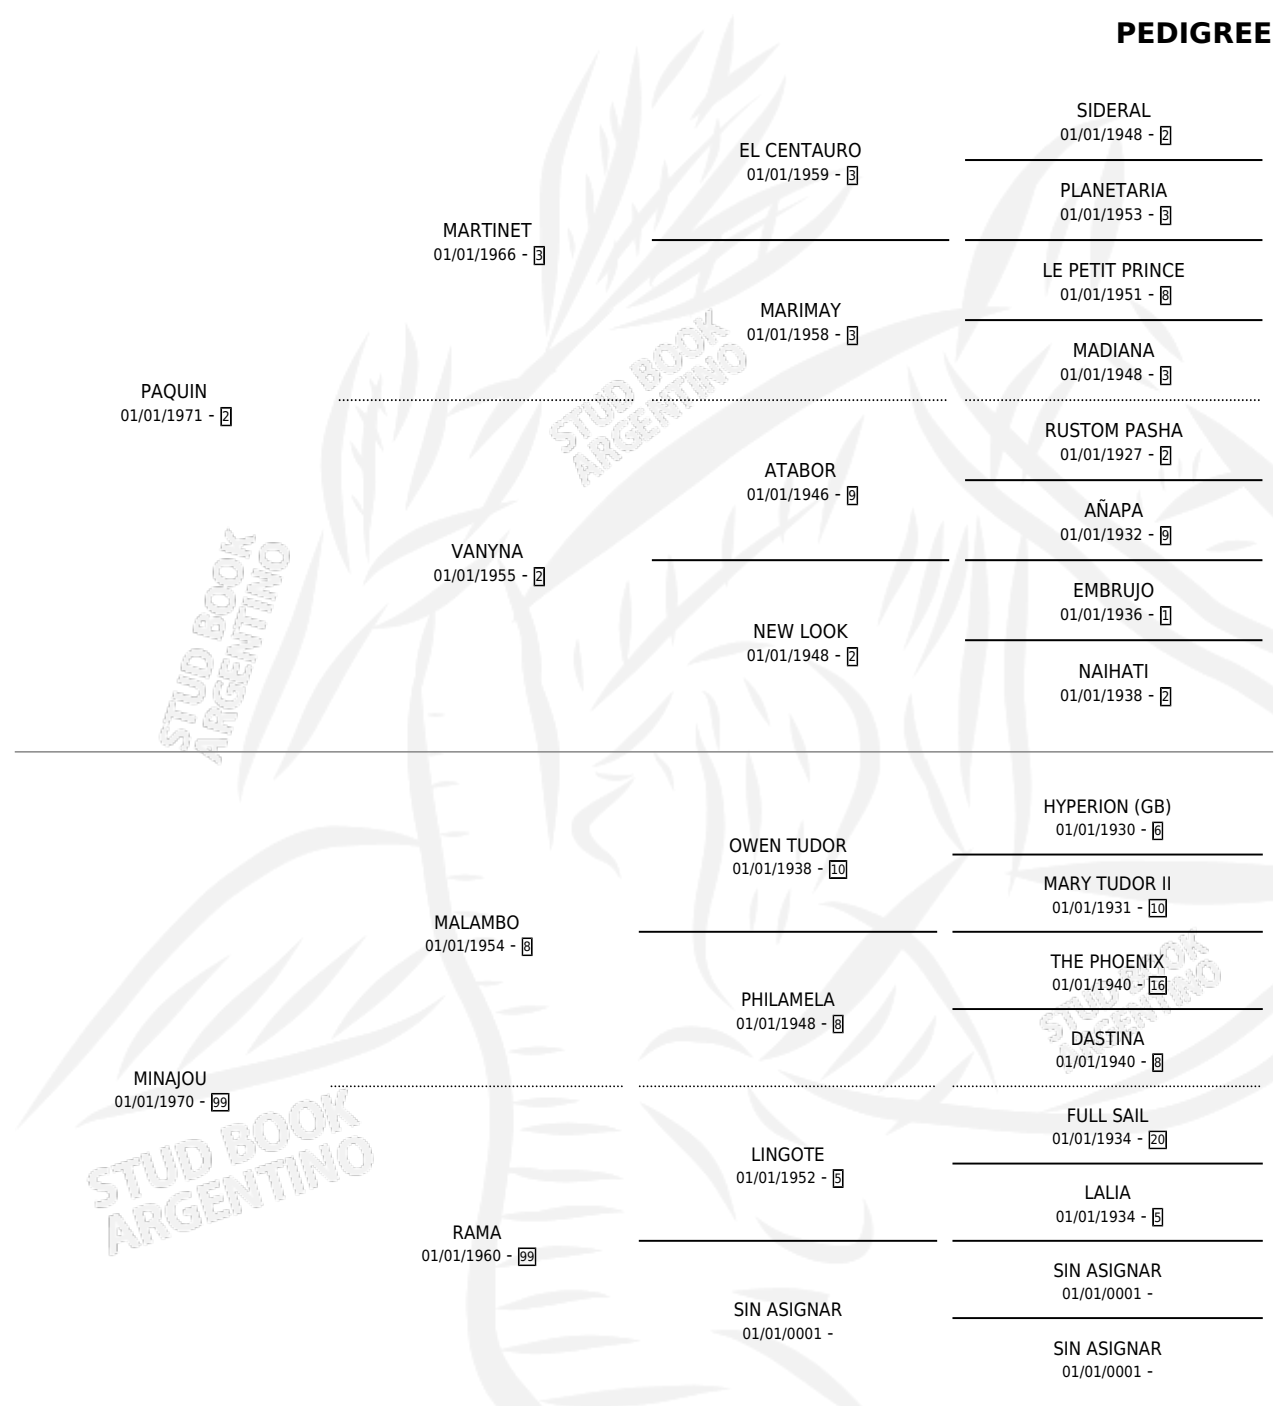 PEDIGREE
SIDERAL
01/01/1948 - 2
EL CENTAURO
01/01/1959 - 3
PLANETARIA
01/01/1953 - 3
MARTINET
01/01/1966 - 3
LE PETIT PRINCE
01/01/1951 - 8
MARIMAY
01/01/1958 - 3
MADIANA
01/01/1948 - 3
PAQUIN
01/01/1971 - 2
STUD BOOK
ARGENTINO
RUSTOM PASHA
01/01/1927 - 2
ATABOR
01/01/1946 - 9
AÑAPA
01/01/1932 - 9
VANYNA
01/01/1955 - 2
EMBRUJO
01/01/1936 - 1
NEW LOOK
01/01/1948 - 2
NAIHATI
01/01/1938 - 2
STUD BOOK
ARGENTINO
HYPERION (GB)
01/01/1930 - 6
OWEN TUDOR
01/01/1938 - 10
MARY TUDOR II
01/01/1931 - 10
MALAMBO
01/01/1954 - 8
THE PHOENIX
01/01/1940 - 16
PHILAMELA
01/01/1948 - 8
STUD BOOK
ARGENTINO
DASTINA
01/01/1940 - 8
MINAJOU
01/01/1970 - 99
FULL SAIL
01/01/1934 - 20
LINGOTE
01/01/1952 - 5
STUD BOOK
ARGENTINO
LALIA
01/01/1934 - 5
RAMA
01/01/1960 - 99
SIN ASIGNAR
01/01/0001 -
SIN ASIGNAR
01/01/0001 -
SIN ASIGNAR
01/01/0001 -